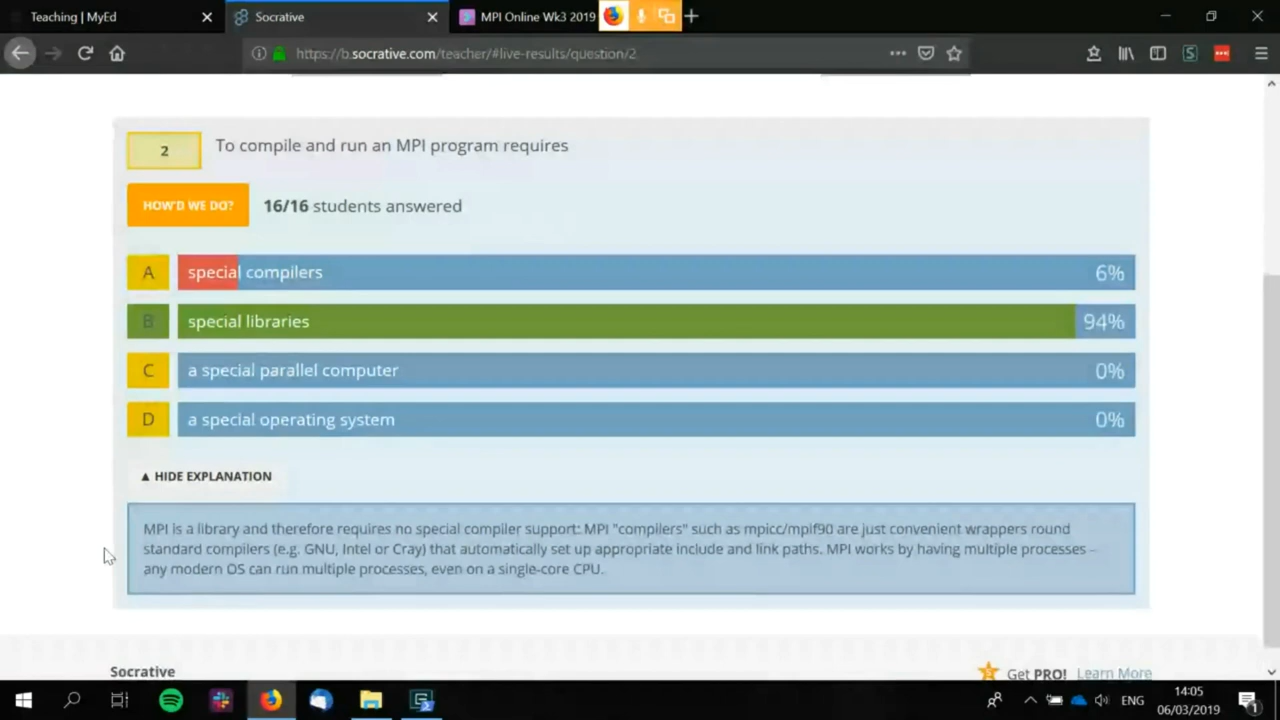 Teaching | MyEd
Socrative
MPI Online Wk3 2019
https://b.socrative.com/teacher/#live-results/question/2
2
To compile and run an MPI program requires
HOW'D WE DO?
16/16 students answered
A special compilers 6%
B special libraries 94%
C a special parallel computer 0%
D a special operating system 0%
▲ HIDE EXPLANATION
MPI is a library and therefore requires no special compiler support: MPI "compilers" such as mpicc/mpif90 are just convenient wrappers round
standard compilers (e.g. GNU, Intel or Cray) that automatically set up appropriate include and link paths. MPI works by having multiple processes –
any modern OS can run multiple processes, even on a single-core CPU.
Socrative
Get PRO! Learn More
ENG
14:05
06/03/2019
1